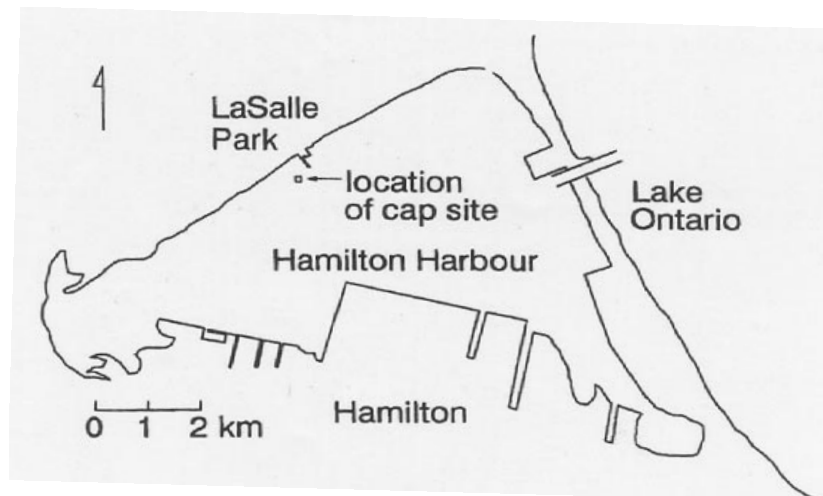 LaSalle
Park
location
of cap site
Lake
Ontario
Hamilton Harbour
Hamilton
0 1 2 km